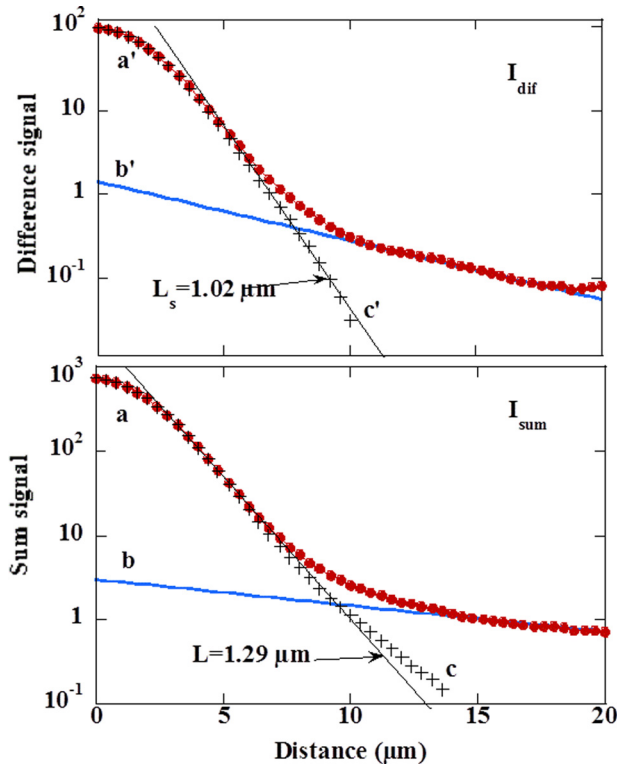 10²
a'
I_dif
10
Difference signal
b'
1
10⁻¹
L_s=1.02 µm
c'
10³
a
I_sum
10²
Sum signal
10
b
1
L=1.29 µm
c
10⁻¹
0 5 10 15 20
Distance (µm)